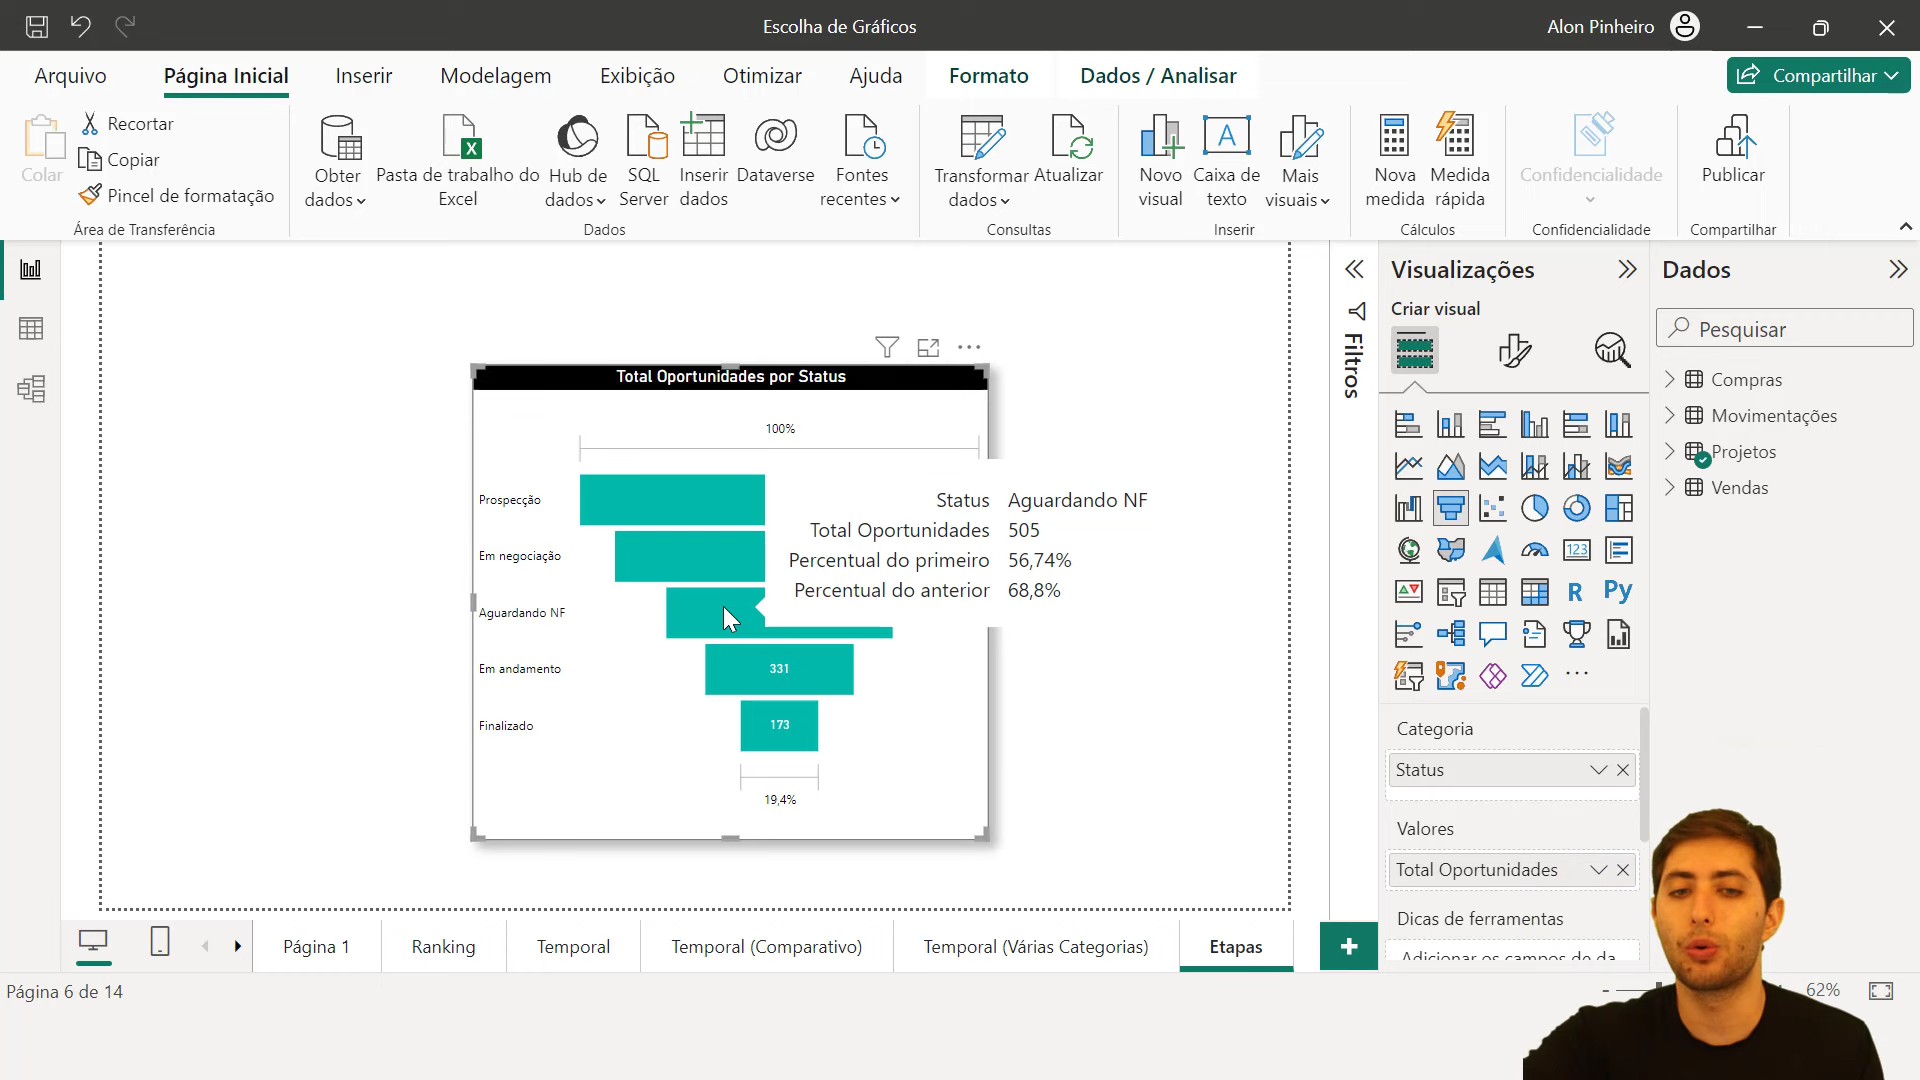 Escolha de Gráficos
Alon Pinheiro
Arquivo
Página Inicial
Inserir
Modelagem
Exibição
Otimizar
Ajuda
Formato
Dados / Analisar
Compartilhar
Colar
Recortar
Copiar
Pincel de formatação
Área de Transferência
Obter
dados
Pasta de trabalho do
Excel
Hub de
dados
SQL
Server
Inserir
dados
Dataverse
Fontes
recentes
Dados
Transformar
dados
Atualizar
Consultas
Novo
visual
Caixa de
texto
Mais
visuais
Inserir
Nova
medida
Medida
rápida
Cálculos
Confidencialidade
Confidencialidade
Publicar
Compartilhar
Total Oportunidades por Status
100%
Prospecção
Em negociação
Aguardando NF
Em andamento
331
Finalizado
173
19,4%
Status Aguardando NF
Total Oportunidades 505
Percentual do primeiro 56,74%
Percentual do anterior 68,8%
Filtros
Visualizações
Criar visual
123
R
Py
Categoria
Status
Valores
Total Oportunidades
Dicas de ferramentas
Adicionar os campos de da
Dados
Pesquisar
Compras
Movimentações
Projetos
Vendas
Página 1
Ranking
Temporal
Temporal (Comparativo)
Temporal (Várias Categorias)
Etapas
+
Página 6 de 14
62%